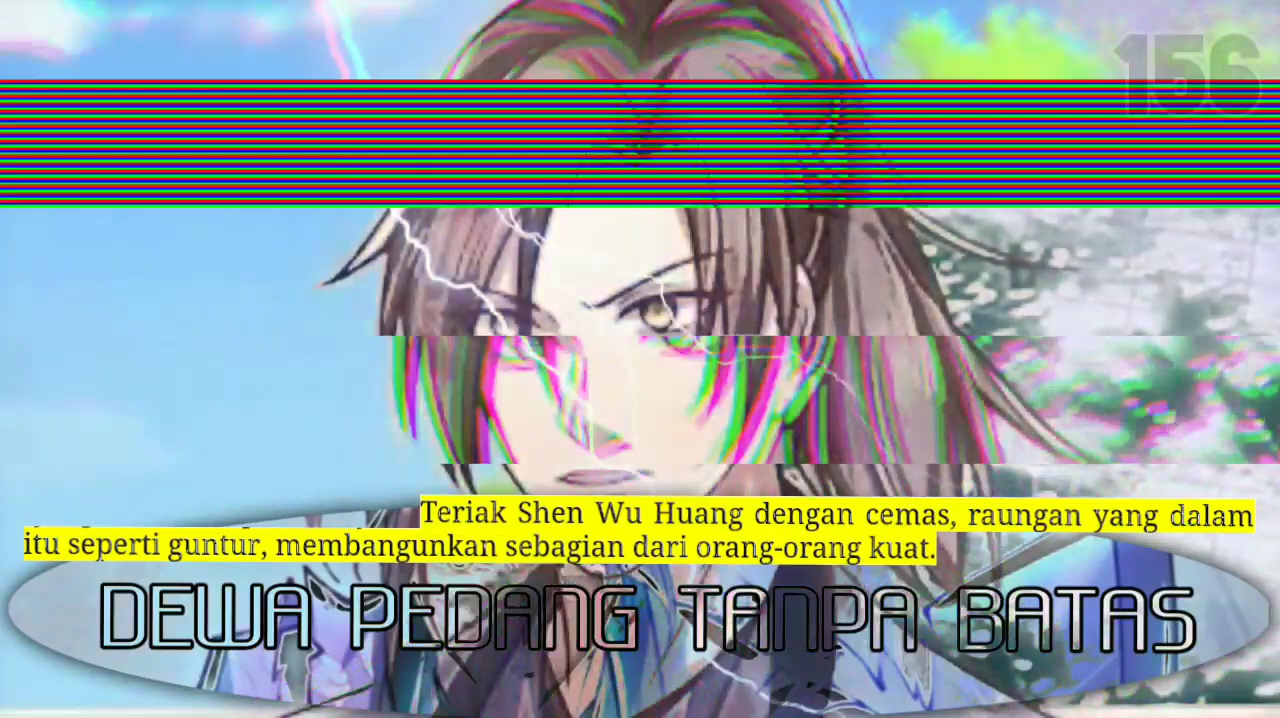 156
Teriak Shen Wu Huang dengan cemas, raungan yang dalam
itu seperti guntur, membangunkan sebagian dari orang-orang kuat.
DEWA PEDANG TANPA BATAS